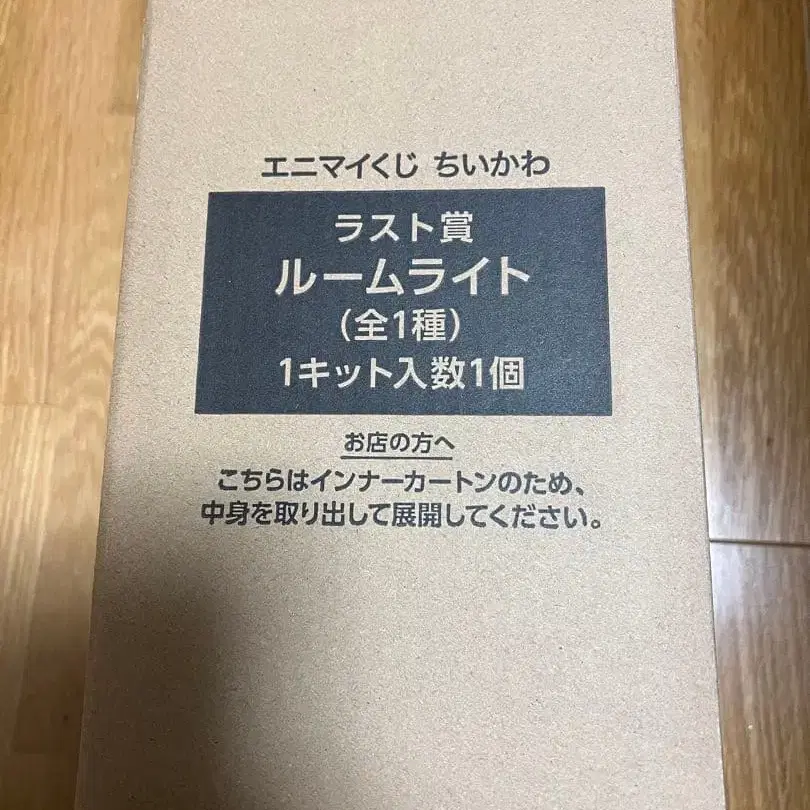 エニマイくじ ちいかわ
ラスト賞
ルームライト
(全1種)
1キット入数1個
お店の方へ
こちらはインナーカートンのため、
中身を取り出して展開してください。